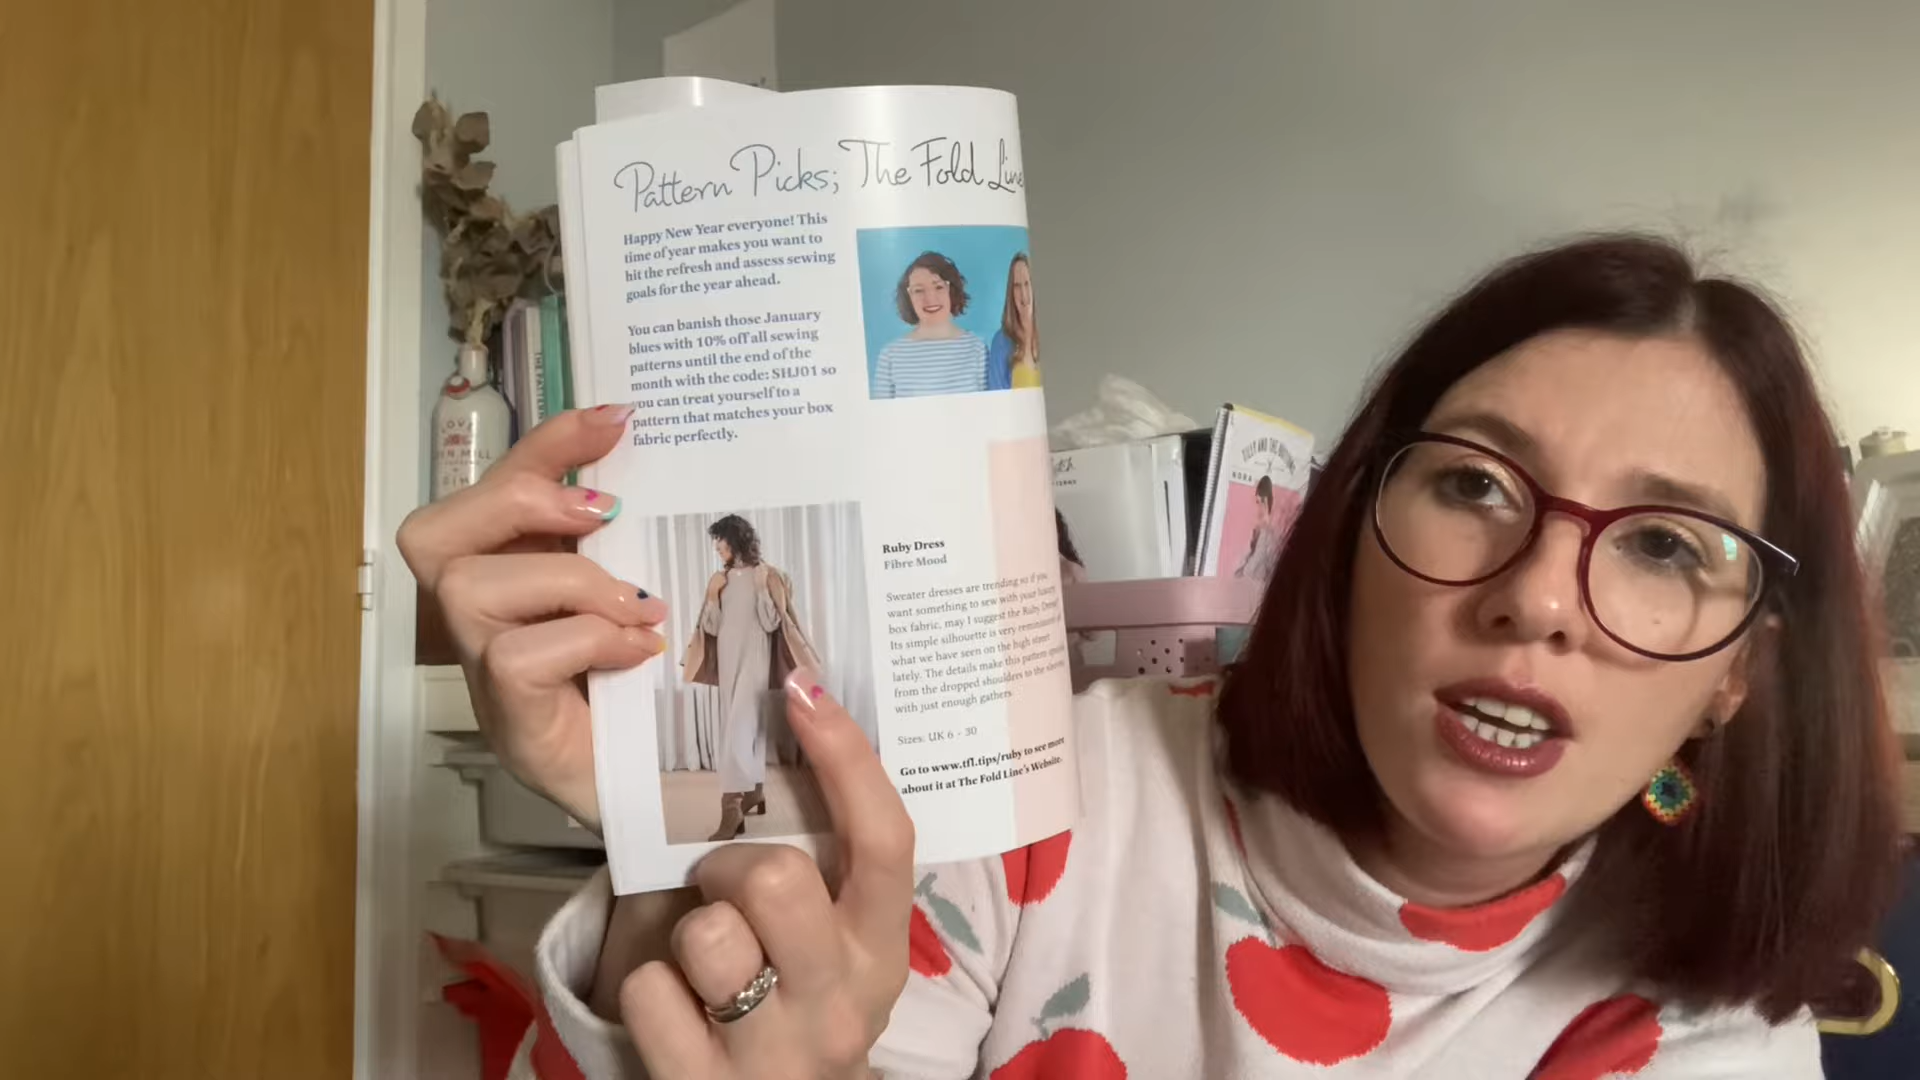 Pattern Picks; The Fold Line
Happy New Year everyone! This
time of year makes you want to
hit the refresh and assess sewing
goals for the year ahead.
You can banish those January
blues with 10% off all sewing
patterns until the end of the
month with the code: SHJ01 so
you can treat yourself to a
pattern that matches your box
fabric perfectly.
Ruby Dress
Fibre Mood
Sweater dresses are trending so if you
want something to sew with your luxury
box fabric, may I suggest the Ruby Dress?
Its simple silhouette is very reminiscent of
what we have seen on the high street
lately. The details make this pattern special
from the dropped shoulders to the sleeves
with just enough gathers.
Sizes: UK 6 - 30
Go to www.tfl.tips/ruby to see more
about it at The Fold Line's Website.
LOVE
GIN
TILLY AND THE BUTTONS
NORA